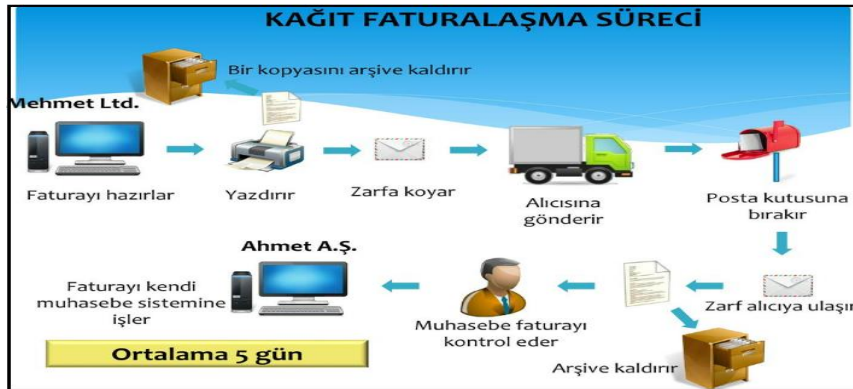 KAĞIT FATURALAŞMA SÜRECİ
Bir kopyasını arşive kaldırır
Mehmet Ltd.
Faturayı hazırlar
Yazdırır
Zarfa koyar
Alıcısına
gönderir
Posta kutusuna
bırakır
Zarf alıcıya ulaşır
Arşive kaldırır
Muhasebe faturayı
kontrol eder
Ahmet A.Ş.
Faturayı kendi
muhasebe sistemine
işler
Ortalama 5 gün